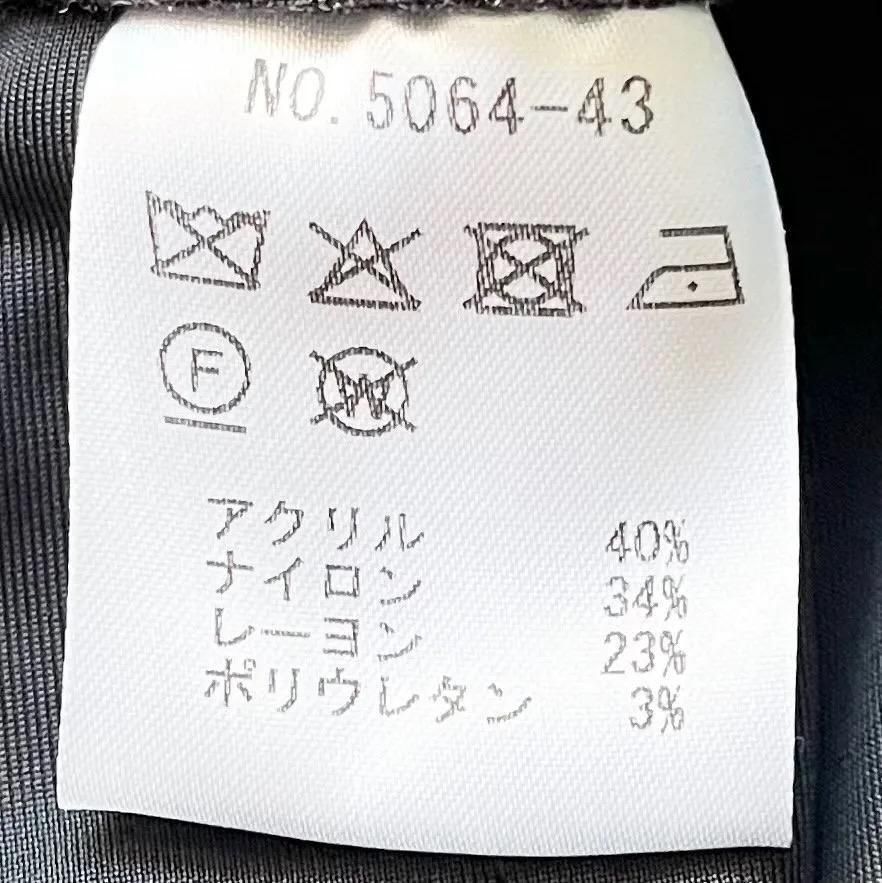 NO. 5064-43
F W
アクリル 40%
ナイロン 34%
レーヨン 23%
ポリウレタン 3%